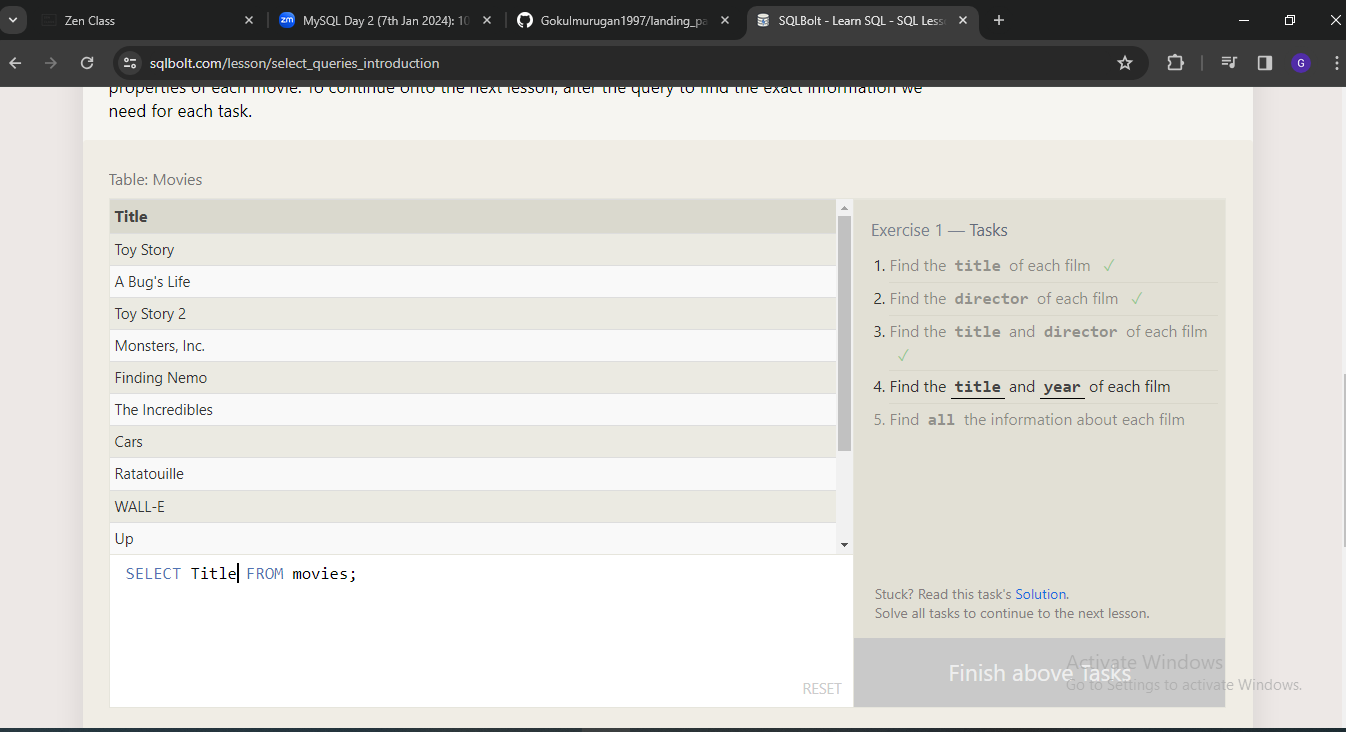 Zen Class
MySQL Day 2 (7th Jan 2024): 10
Gokulmurugan1997/landing_pa
SQLBolt - Learn SQL - SQL Less
sqlbolt.com/lesson/select_queries_introduction
G
properties of each movie. To continue onto the next lesson, alter the query to find the exact information we
need for each task.
Table: Movies
Title
Toy Story
A Bug's Life
Toy Story 2
Monsters, Inc.
Finding Nemo
The Incredibles
Cars
Ratatouille
WALL-E
Up
SELECT Title FROM movies;
RESET
Exercise 1 — Tasks
1. Find the title of each film ✓
2. Find the director of each film ✓
3. Find the title and director of each film
✓
4. Find the title and year of each film
5. Find all the information about each film
Stuck? Read this task's Solution.
Solve all tasks to continue to the next lesson.
Finish above Tasks
Activate Windows
Go to Settings to activate Windows.